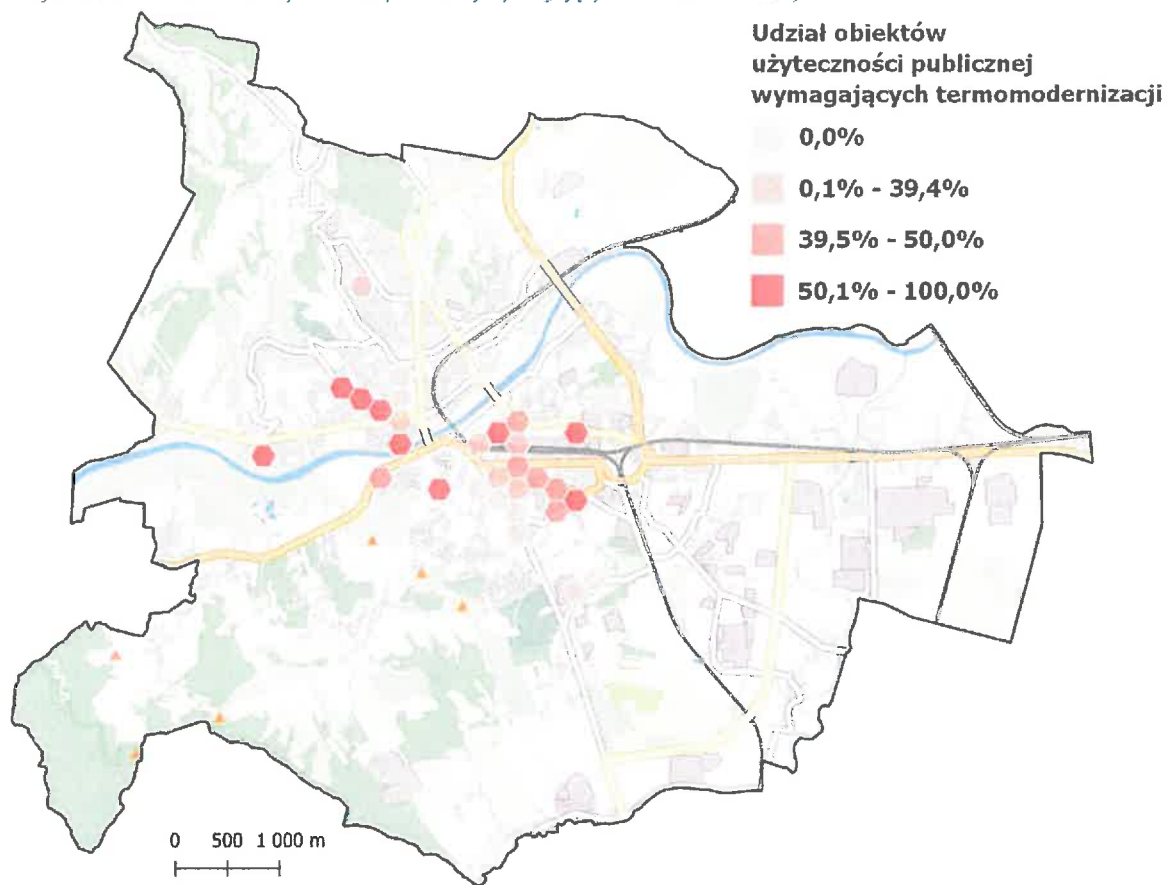 Udział obiektów
użyteczności publicznej
wymagających termomodernizacji
0,0%
0,1% - 39,4%
39,5% - 50,0%
50,1% - 100,0%
0 500 1 000 m